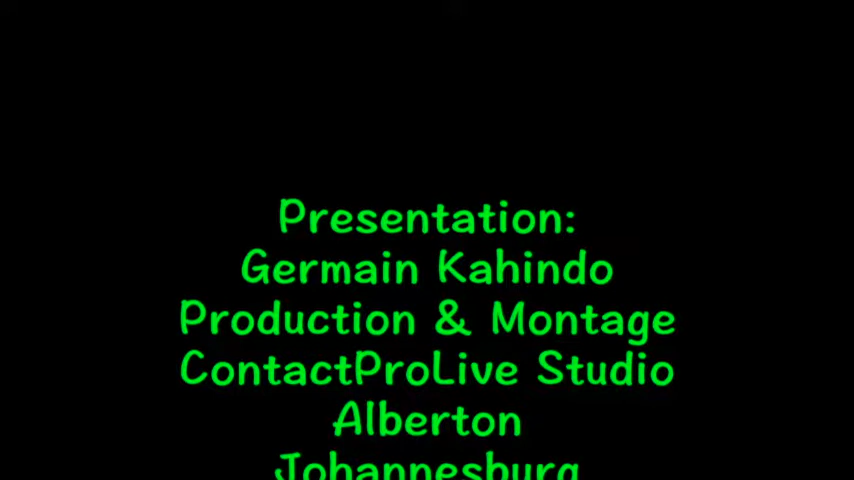 Presentation:
Germain Kahindo
Production & Montage
ContactProLive Studio
Alberton
Johannesburg